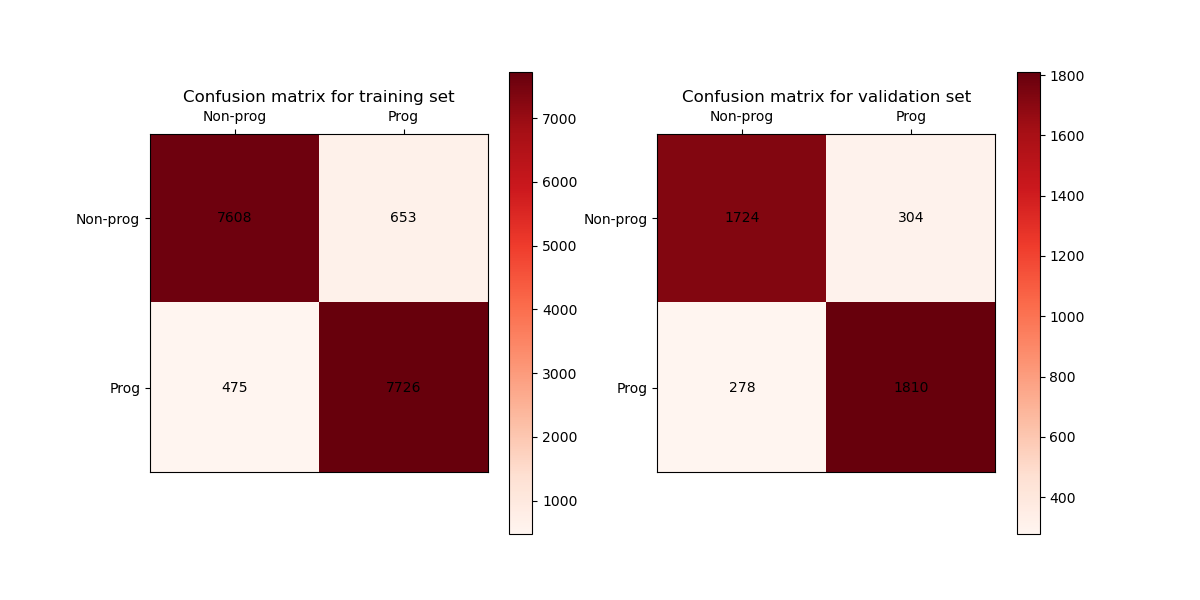 Confusion matrix for training set
Non-prog Prog
Non-prog 7608 653
Prog 475 7726
7000
6000
5000
4000
3000
2000
1000
Confusion matrix for validation set
Non-prog Prog
Non-prog 1724 304
Prog 278 1810
1800
1600
1400
1200
1000
800
600
400